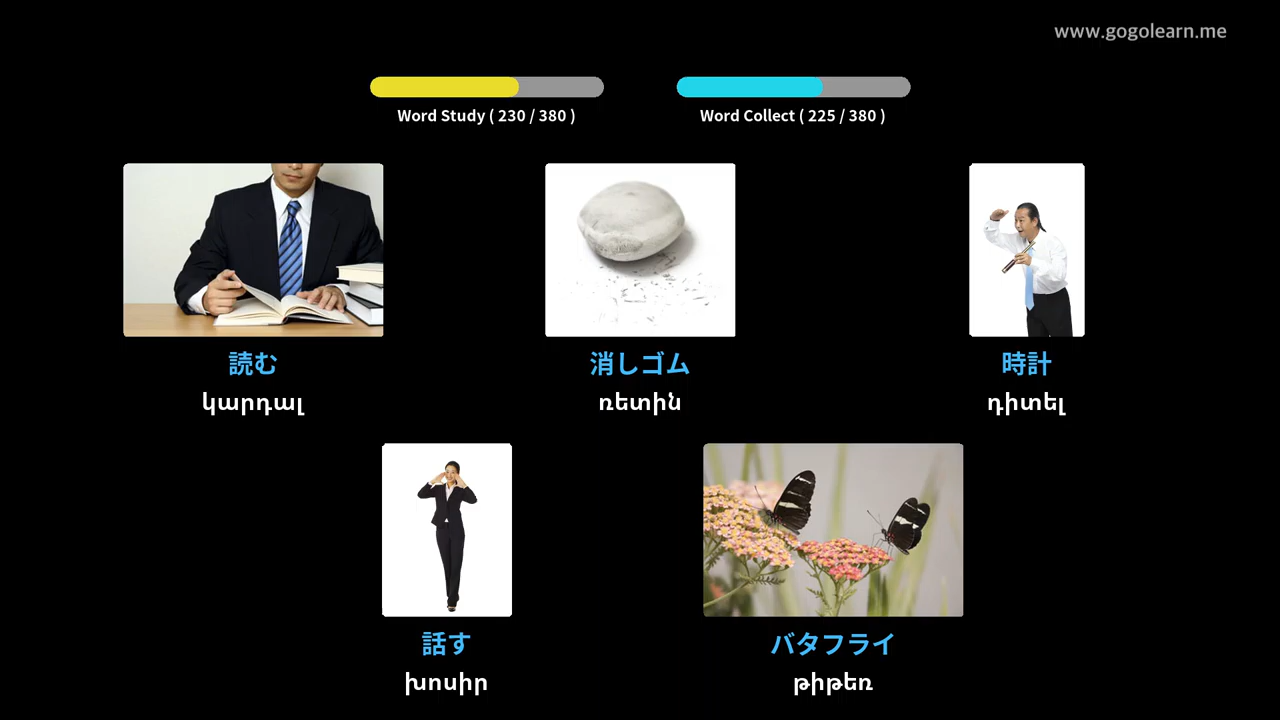 www.gogolearn.me
Word Study ( 230 / 380 )
Word Collect ( 225 / 380 )
読む
消しゴム
時計
կարդալ
ռետին
դիտել
話す
バタフライ
խոսիր
թիթեռ